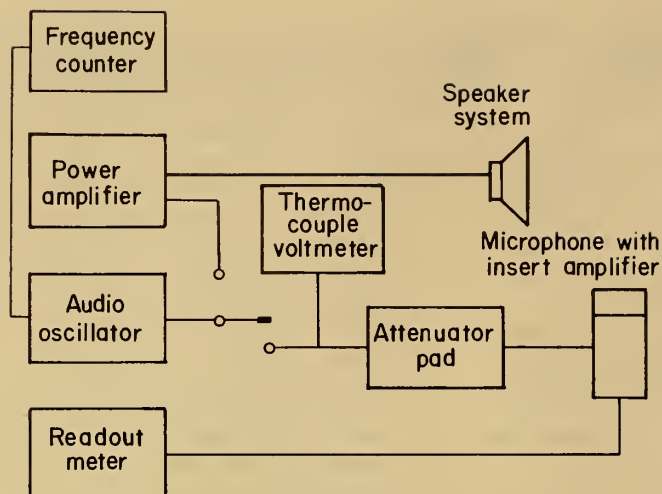 Frequency
counter
Speaker
system
Power
amplifier
Thermo-
couple
voltmeter
Microphone with
insert amplifier
Audio
oscillator
Attenuator
pad
Readout
meter